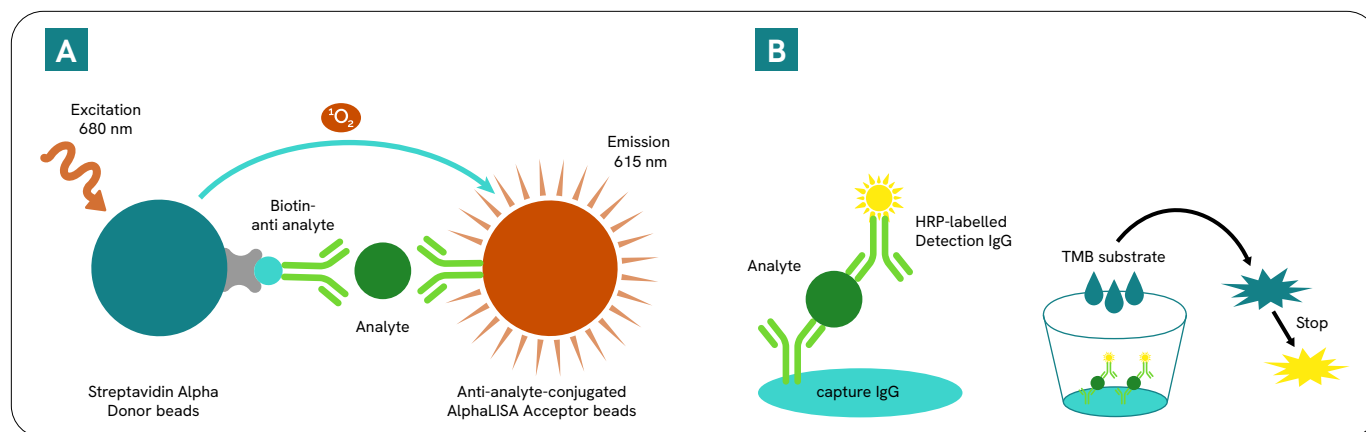 A
Excitation
680 nm
¹O₂
Emission
615 nm
Biotin-
anti analyte
Analyte
Streptavidin Alpha
Donor beads
Anti-analyte-conjugated
AlphaLISA Acceptor beads
B
HRP-labelled
Detection IgG
Analyte
capture IgG
TMB substrate
Stop